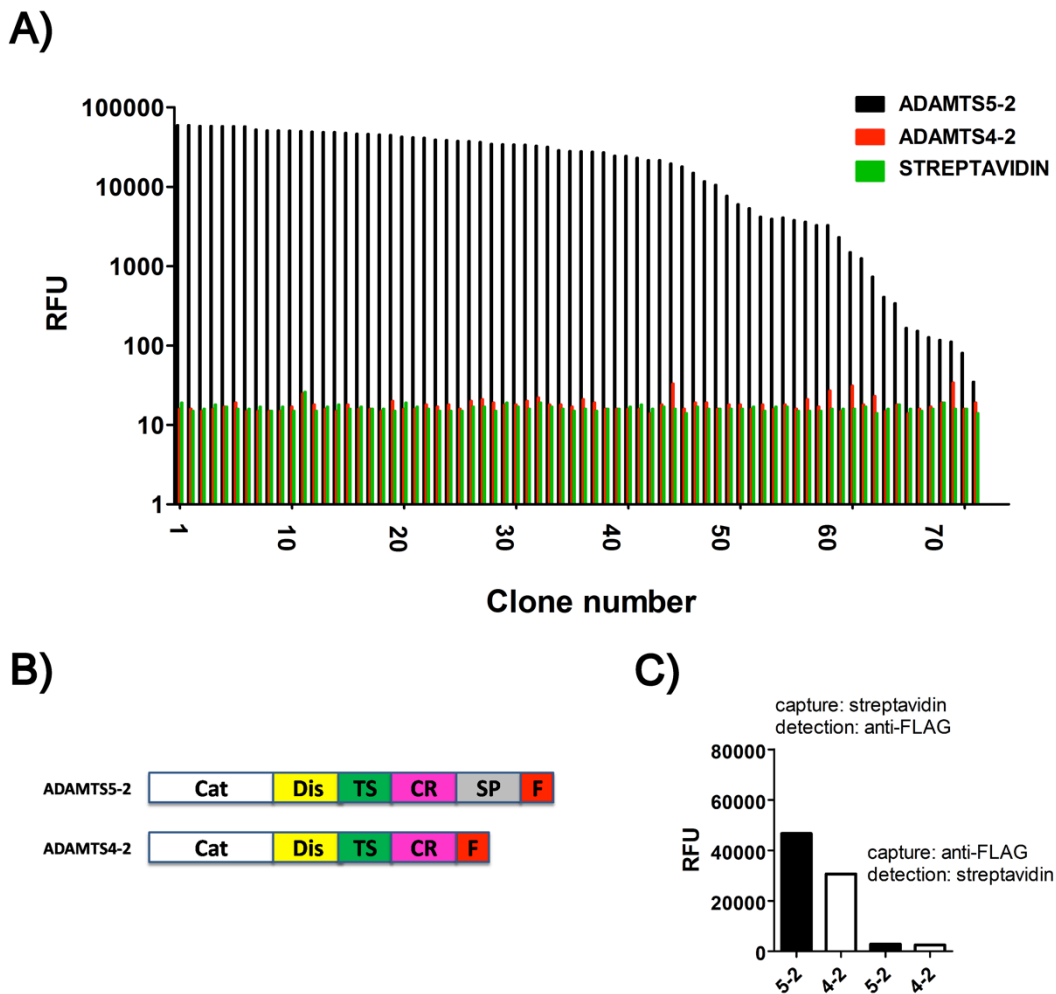 A)
100000
10000
1000
100
10
1
RFU
ADAMTS5-2
ADAMTS4-2
STREPTAVIDIN
1
10
20
30
40
50
60
70
Clone number
B)
ADAMTS5-2
Cat Dis TS CR SP F
ADAMTS4-2
Cat Dis TS CR F
C)
capture: streptavidin
detection: anti-FLAG
80000
60000
40000
20000
0
RFU
capture: anti-FLAG
detection: streptavidin
5-2
4-2
5-2
4-2